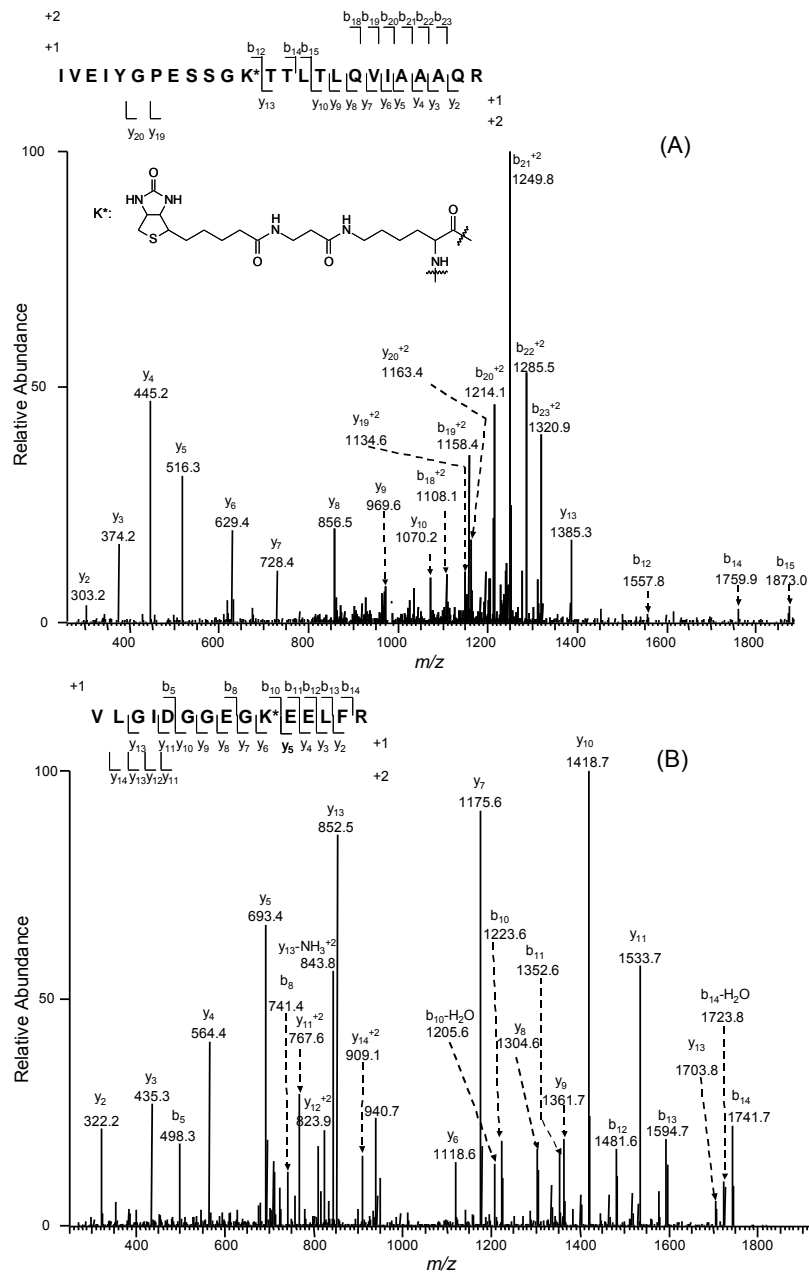 +2
b18 b19 b20 b21 b22 b23
+1
b12 b14 b15
I V E I Y G P E S S G K* T T L T L Q V I A A A Q R
y13 y10 y9 y8 y7 y6 y5 y4 y3 y2 +1
+2
y20 y19
(A)
100
b21+2
1249.8
K*:
O
HN NH
S
H
N
O
O
H
N
O
NH
Relative Abundance
y20+2
1163.4
b22+2
1285.5
50
y4
445.2
b20+2
1214.1
y19+2
1134.6
b19+2
1158.4
b23+2
1320.9
y5
516.3
b18+2
1108.1
y9
969.6
y6
629.4
y8
856.5
y10
1070.2
y13
1385.3
y3
374.2
y7
728.4
b12
1557.8
b14
1759.9
b15
1873.0
y2
303.2
0
400 600 800 1000 1200 1400 1600 1800
m/z
+1
b5 b8 b10 b11 b12 b13 b14
V L G I D G G E G K* E E L F R
y13 y11 y10 y9 y8 y7 y6 y5 y4 y3 y2 +1
y14 y13 y12 y11 +2
(B)
100
y10
1418.7
y7
1175.6
y13
852.5
Relative Abundance
y5
693.4
y13-NH3+2
843.8
b10
1223.6
b11
1352.6
y11
1533.7
b8
741.4
50
y4
564.4
y11+2
767.6
b10-H2O
1205.6
y8
1304.6
b14-H2O
1723.8
y14+2
909.1
y13
1703.8
y2
322.2
y3
435.3
b5
498.3
y12+2
823.9
940.7
y9
1361.7
y6
1118.6
b12
1481.6
b13
1594.7
b14
1741.7
0
400 600 800 1000 1200 1400 1600 1800
m/z